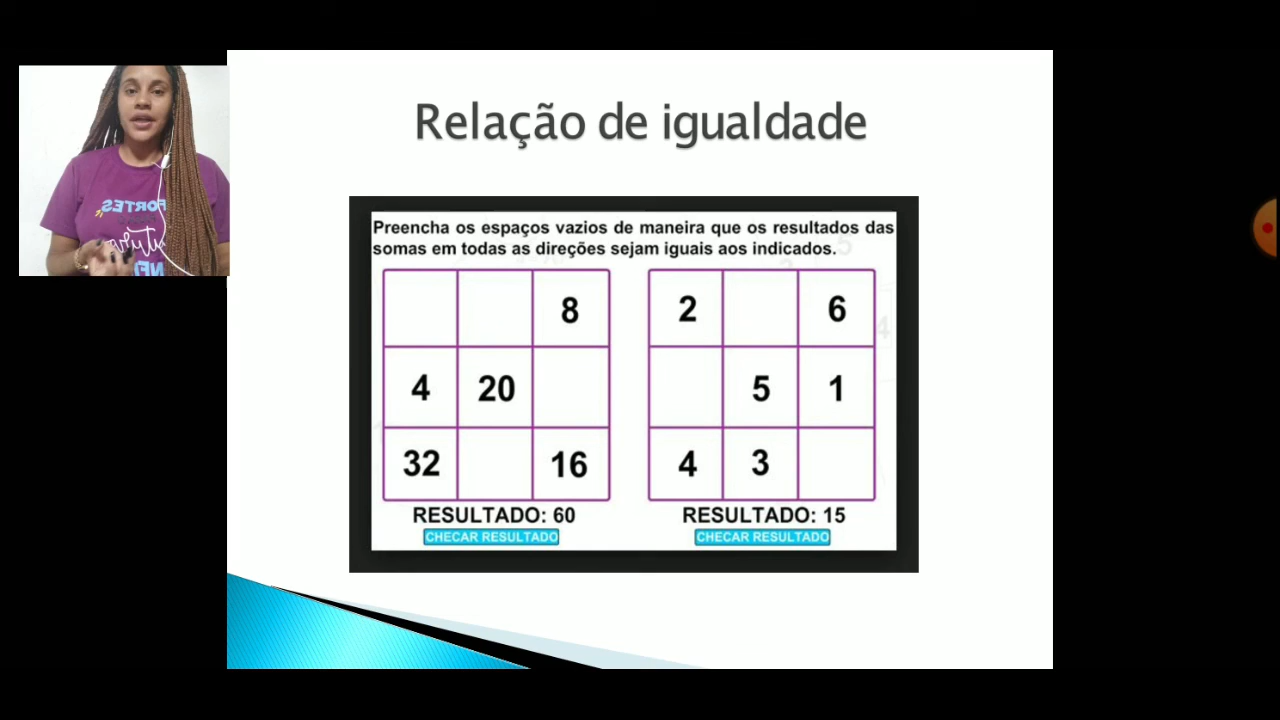 Relação de igualdade
Preencha os espaços vazios de maneira que os resultados das
somas em todas as direções sejam iguais aos indicados.
8
4 20
32 16
RESULTADO: 60
CHECAR RESULTADO
2 6
5 1
4 3
RESULTADO: 15
CHECAR RESULTADO
FORTES